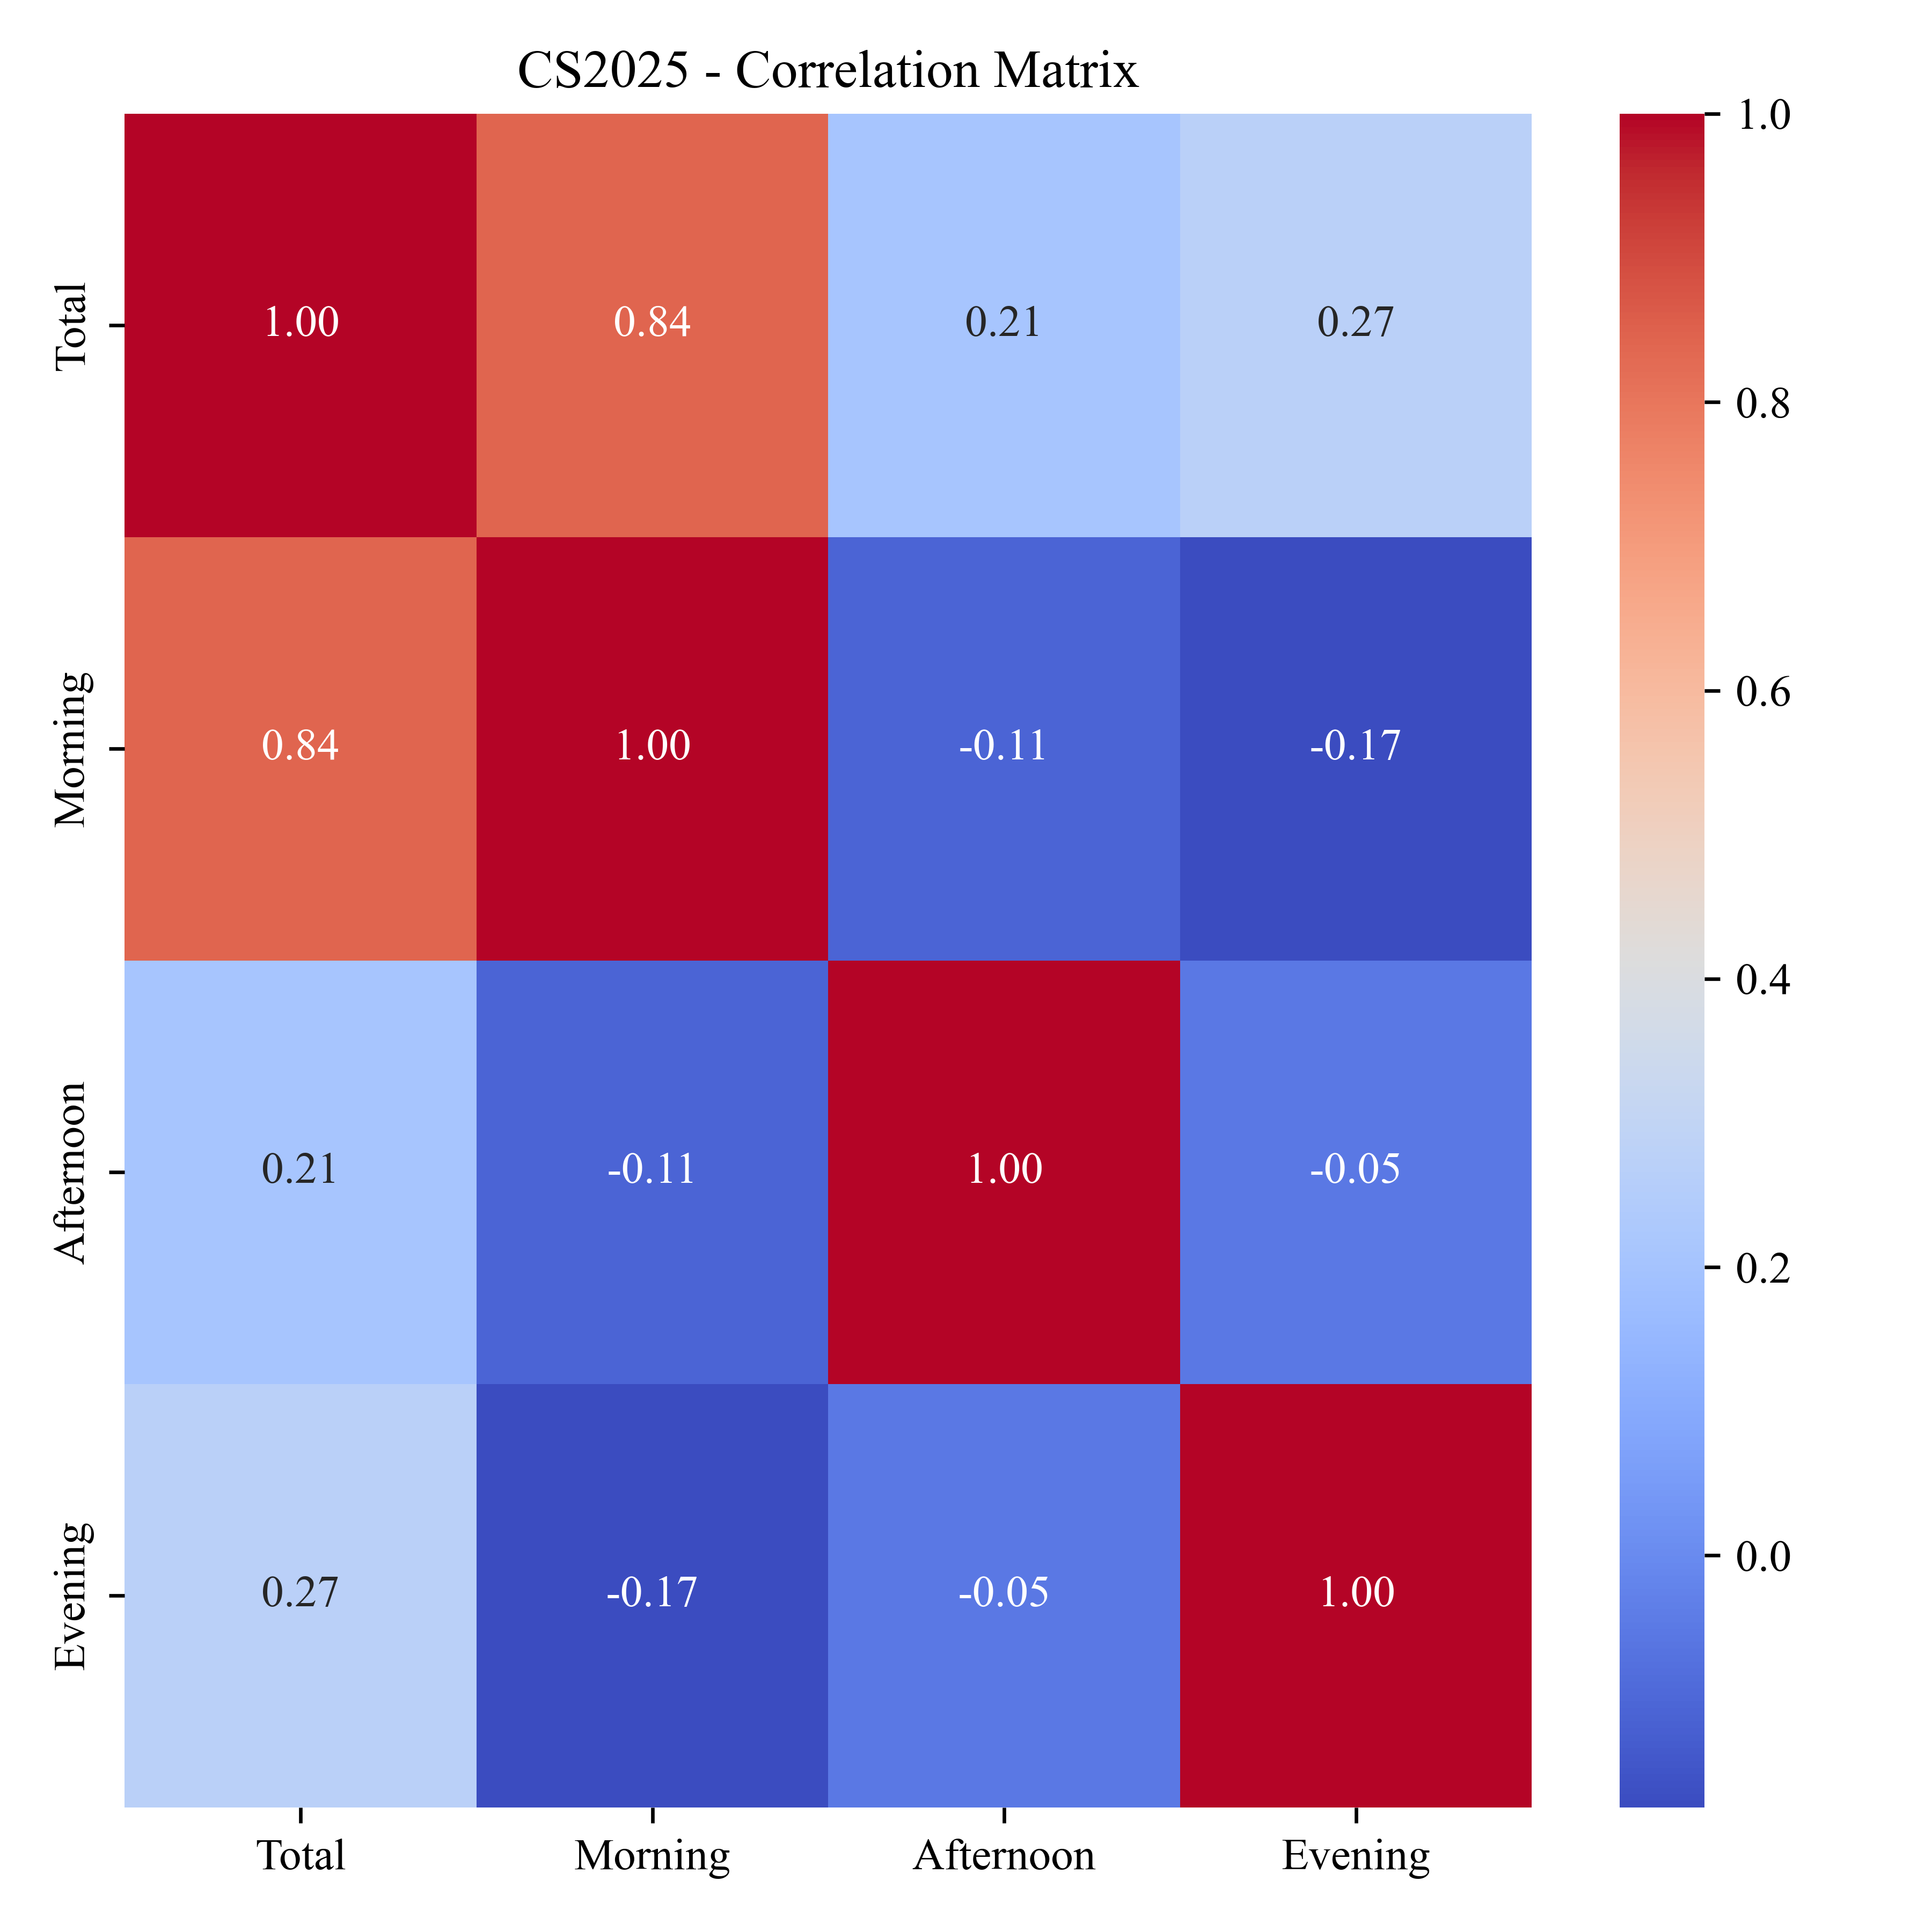 CS2025 - Correlation Matrix
Total 1.00 0.84 0.21 0.27
Morning 0.84 1.00 -0.11 -0.17
Afternoon 0.21 -0.11 1.00 -0.05
Evening 0.27 -0.17 -0.05 1.00
Total Morning Afternoon Evening
1.0
0.8
0.6
0.4
0.2
0.0